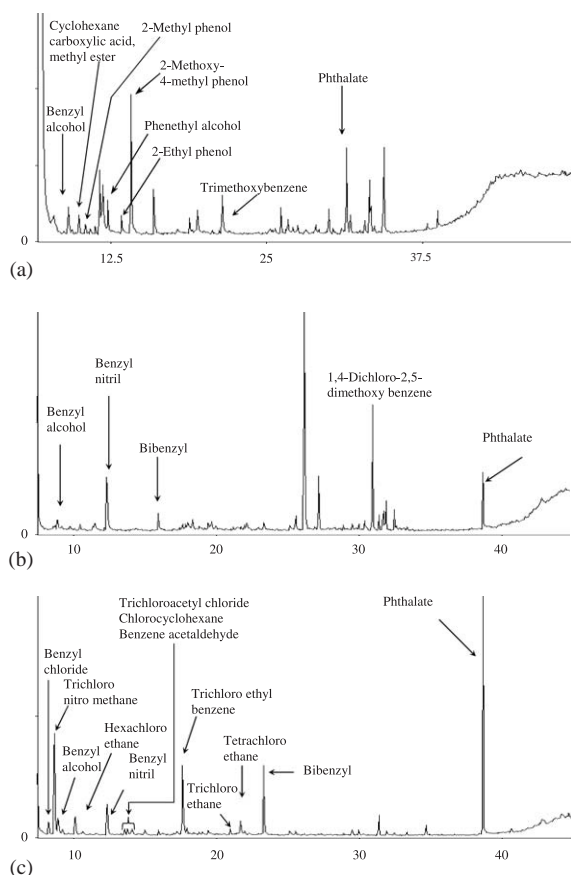 Cyclohexane
carboxylic acid,
methyl ester
2-Methyl phenol
2-Methoxy-
4-methyl phenol
Benzyl
alcohol
Phenethyl alcohol
2-Ethyl phenol
Trimethoxybenzene
Phthalate
0
12.5
25
37.5
(a)
Benzyl
nitril
Benzyl
alcohol
Bibenzyl
1,4-Dichloro-2,5-
dimethoxy benzene
Phthalate
0
10
20
30
40
(b)
Trichloroacetyl chloride
Chlorocyclohexane
Benzene acetaldehyde
Benzyl
chloride
Trichloro
nitro methane
Benzyl
alcohol
Hexachloro
ethane
Benzyl
nitril
Trichloro ethyl
benzene
Trichloro
ethane
Tetrachloro
ethane
Bibenzyl
Phthalate
0
10
20
30
40
(c)